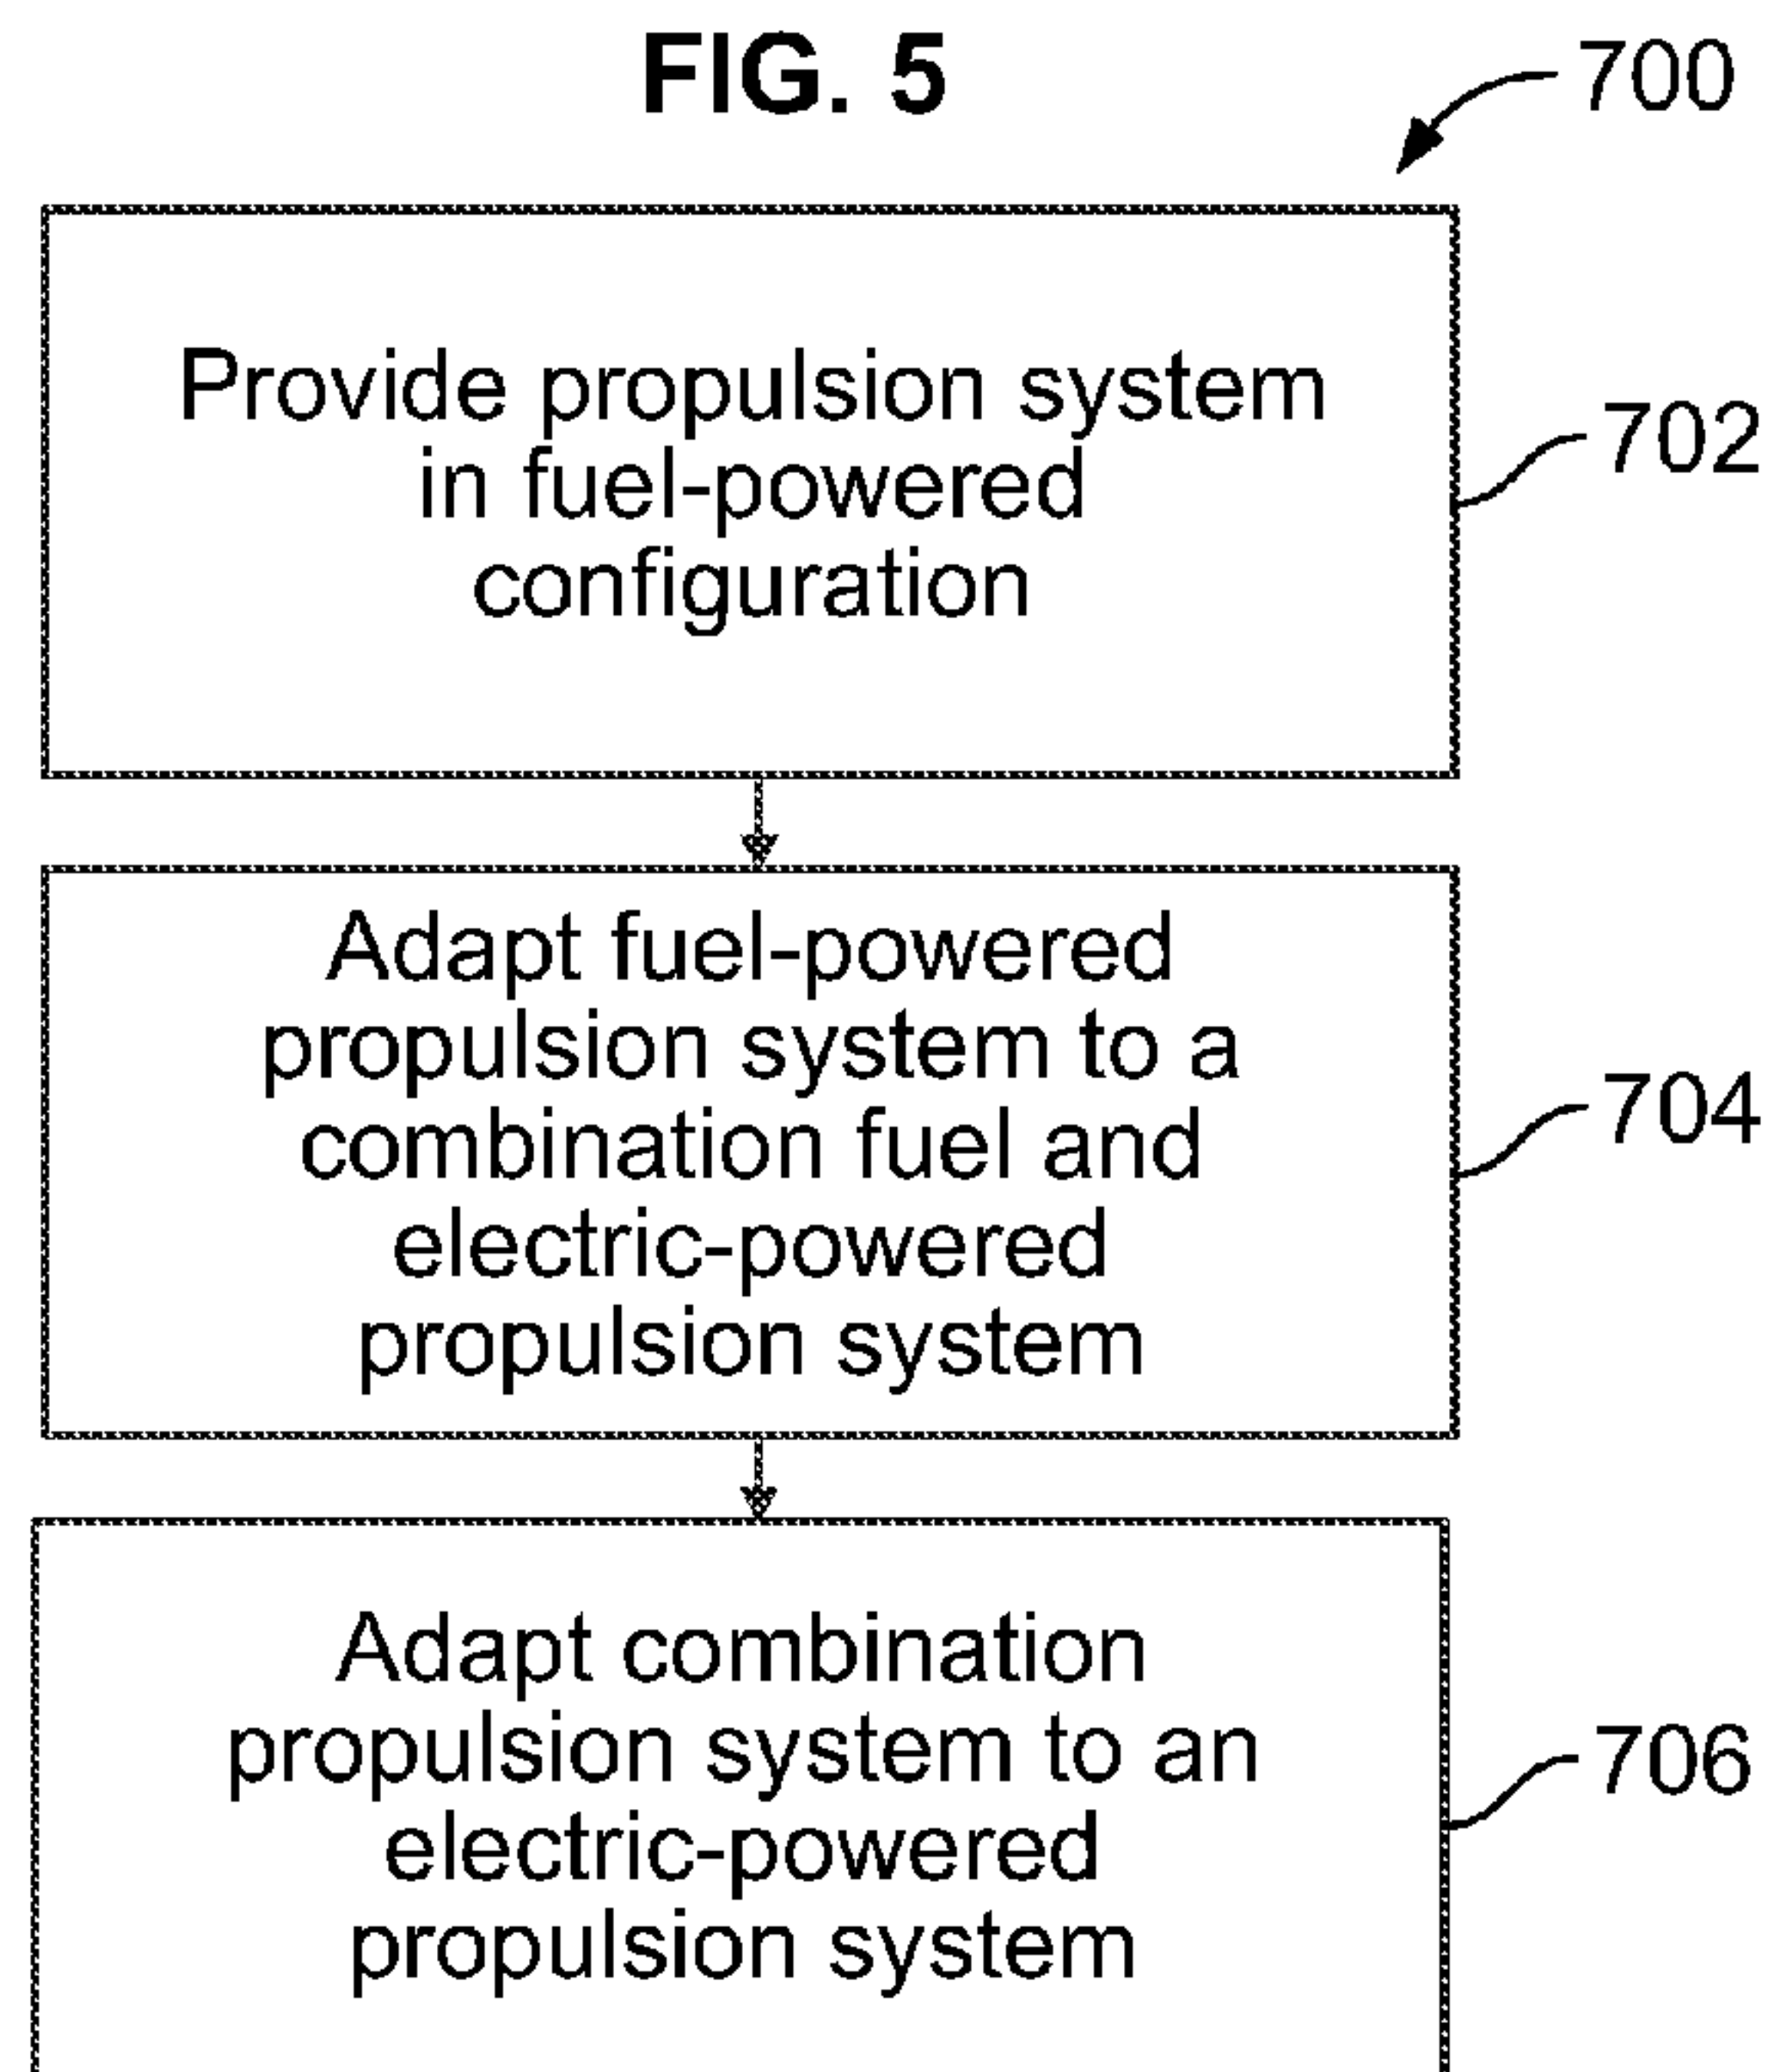 FIG. 5
700
Provide propulsion system
in fuel-powered
configuration
702
Adapt fuel-powered
propulsion system to a
combination fuel and
electric-powered
propulsion system
704
Adapt combination
propulsion system to an
electric-powered
propulsion system
706